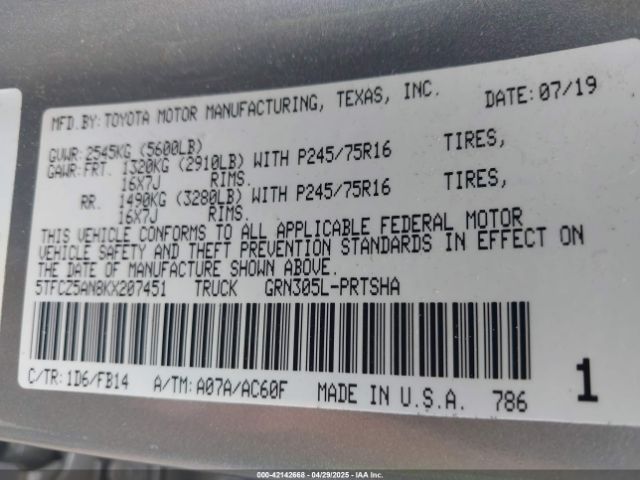 MFD.BY:TOYOTA MOTOR MANUFACTURING, TEXAS, INC. DATE:07/19
GVWR:2545KG (5600LB)
GAWR:FRT. 1320KG (2910LB) WITH P245/75R16 TIRES,
16X7J RIMS.
RR. 1490KG (3280LB) WITH P245/75R16 TIRES,
16X7J RIMS.
THIS VEHICLE CONFORMS TO ALL APPLICABLE FEDERAL MOTOR
VEHICLE SAFETY AND THEFT PREVENTION STANDARDS IN EFFECT ON
THE DATE OF MANUFACTURE SHOWN ABOVE.
5TFCZ5AN8KX207451 TRUCK GRN305L-PRTSHA
C/TR:1D6/FB14 A/TM:A07A/AC60F MADE IN U.S.A. 786 1
000-42142668 - 04/29/2025 - IAAI.com